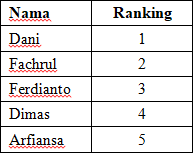 Nama Ranking
Dani 1
Fachrul 2
Ferdianto 3
Dimas 4
Arfiansa 5